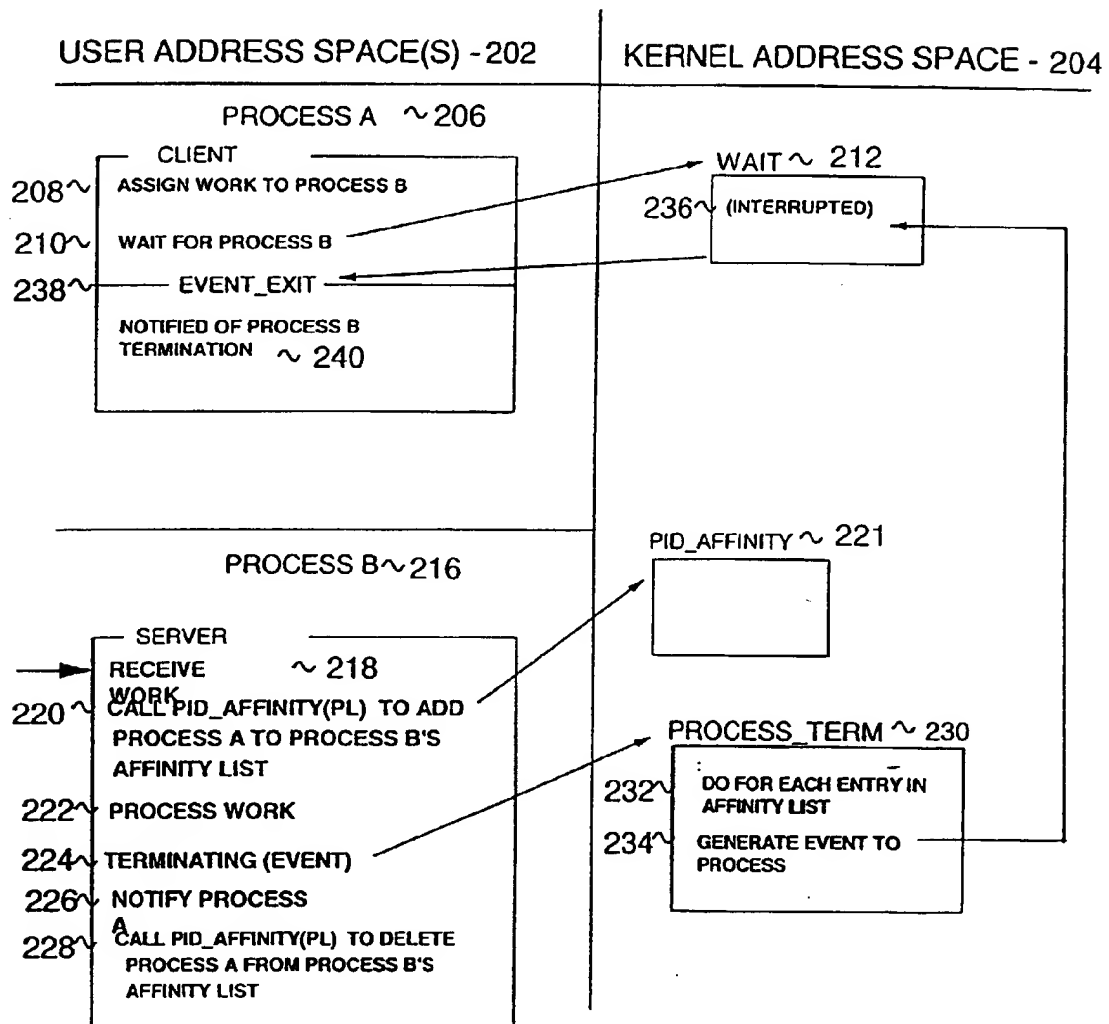 USER ADDRESS SPACE(S) - 202
KERNEL ADDRESS SPACE - 204
PROCESS A ~ 206
CLIENT
208~ ASSIGN WORK TO PROCESS B
210~ WAIT FOR PROCESS B
238~ EVENT_EXIT
NOTIFIED OF PROCESS B
TERMINATION ~ 240
WAIT ~ 212
236~ (INTERRUPTED)
PROCESS B~216
SERVER
RECEIVE ~ 218
WORK
220~ CALL PID_AFFINITY(PL) TO ADD
PROCESS A TO PROCESS B'S
AFFINITY LIST
222~ PROCESS WORK
224~ TERMINATING (EVENT)
226~ NOTIFY PROCESS
A
228~ CALL PID_AFFINITY(PL) TO DELETE
PROCESS A FROM PROCESS B'S
AFFINITY LIST
PID_AFFINITY ~ 221
PROCESS_TERM ~ 230
232~ DO FOR EACH ENTRY IN
AFFINITY LIST
234~ GENERATE EVENT TO
PROCESS